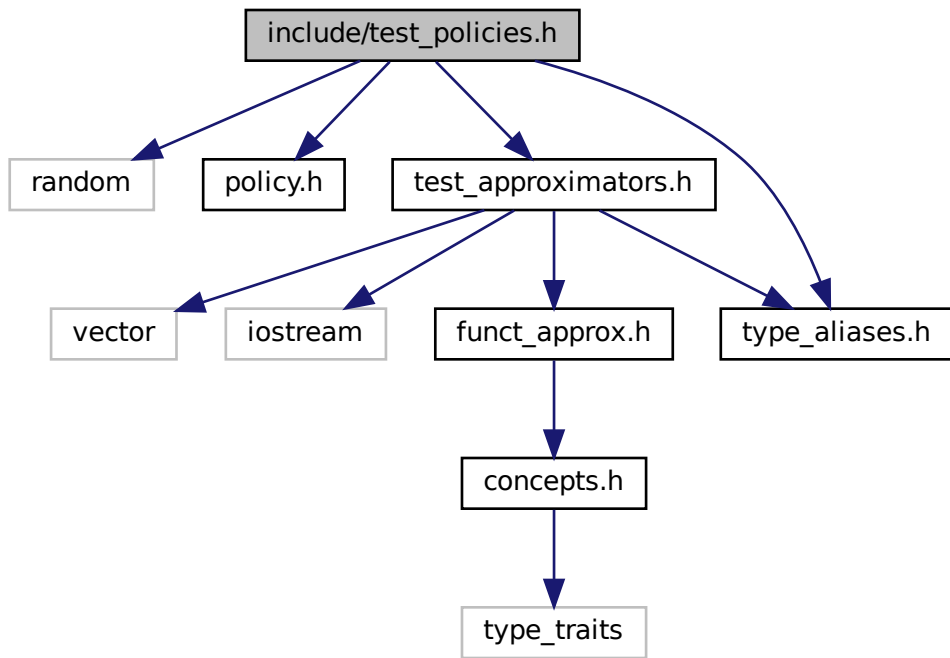 include/test_policies.h
random
policy.h
test_approximators.h
vector
iostream
funct_approx.h
type_aliases.h
concepts.h
type_traits